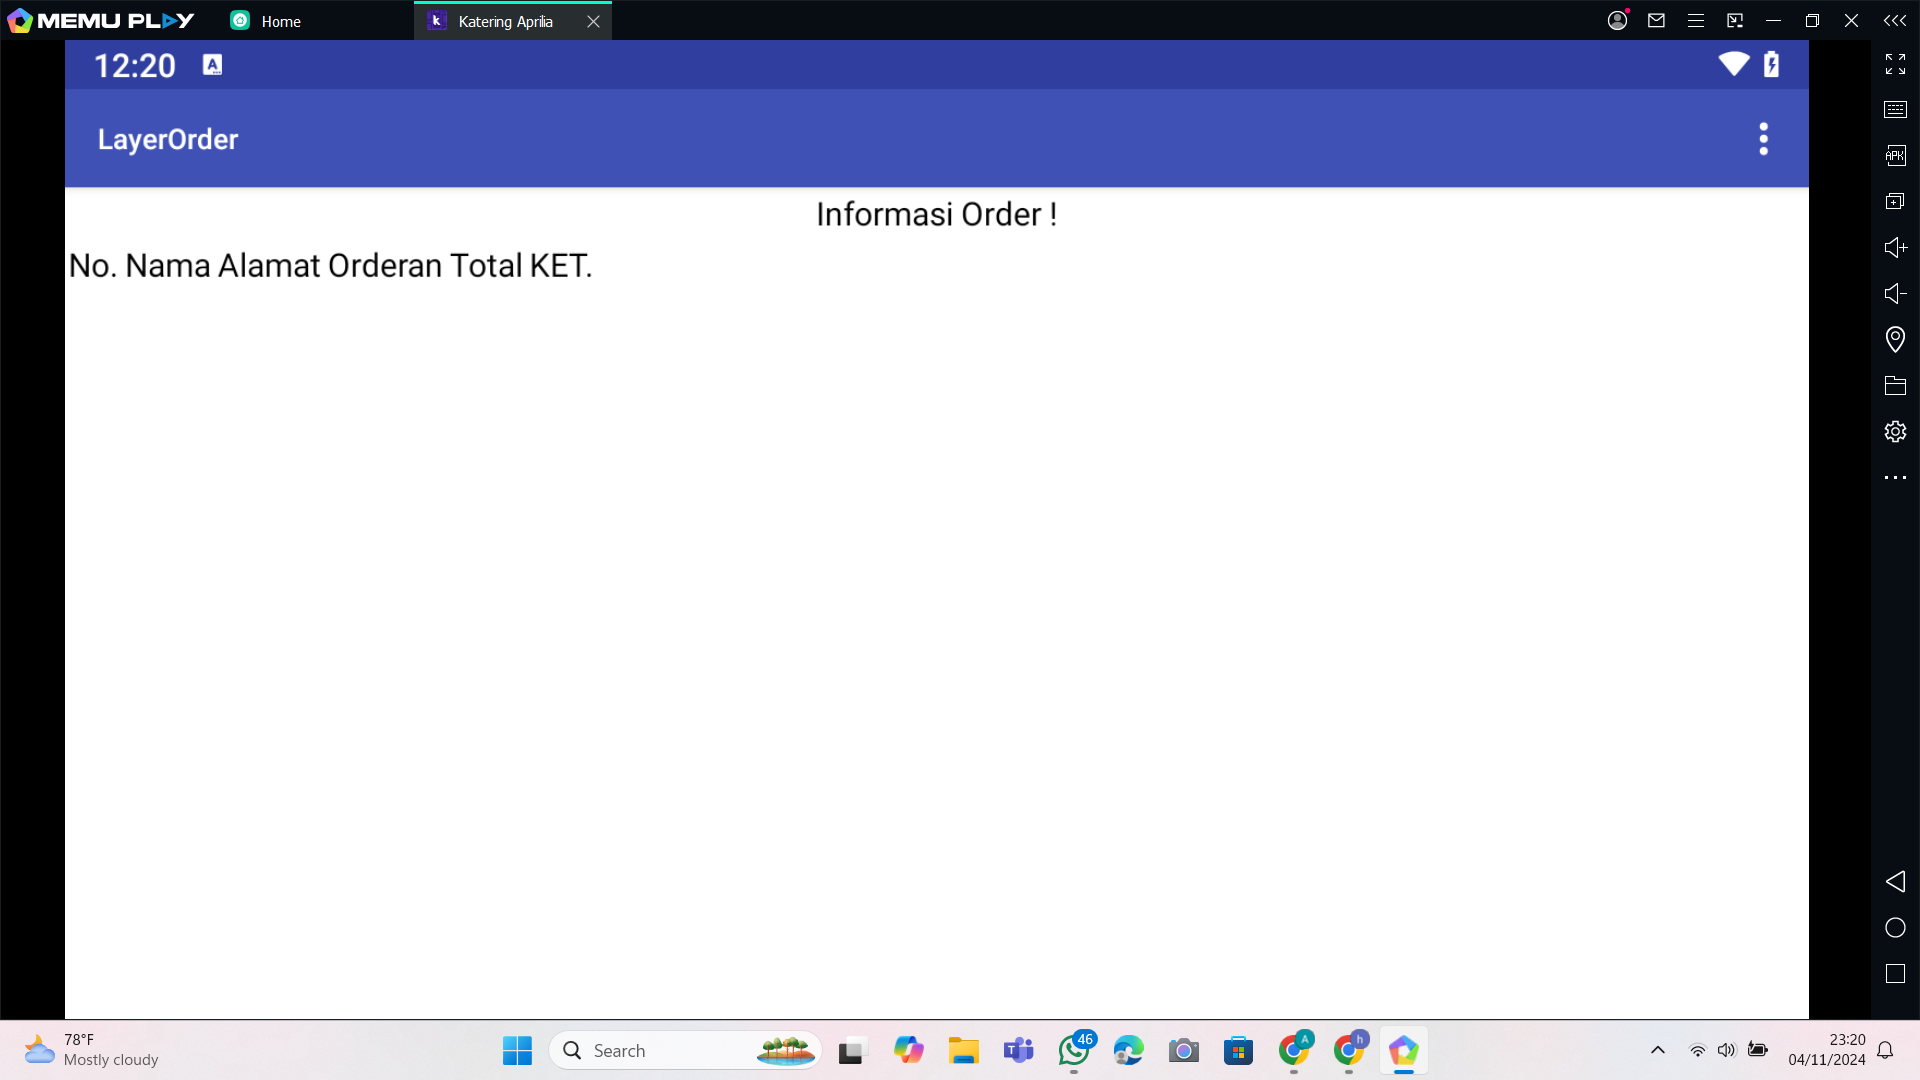 MEMU PLAY
Home
Katering Aprilia
12:20
A
LayerOrder
Informasi Order !
No. Nama Alamat Orderan Total KET.
APK
78°F
Mostly cloudy
Search
46
A
h
23:20
04/11/2024